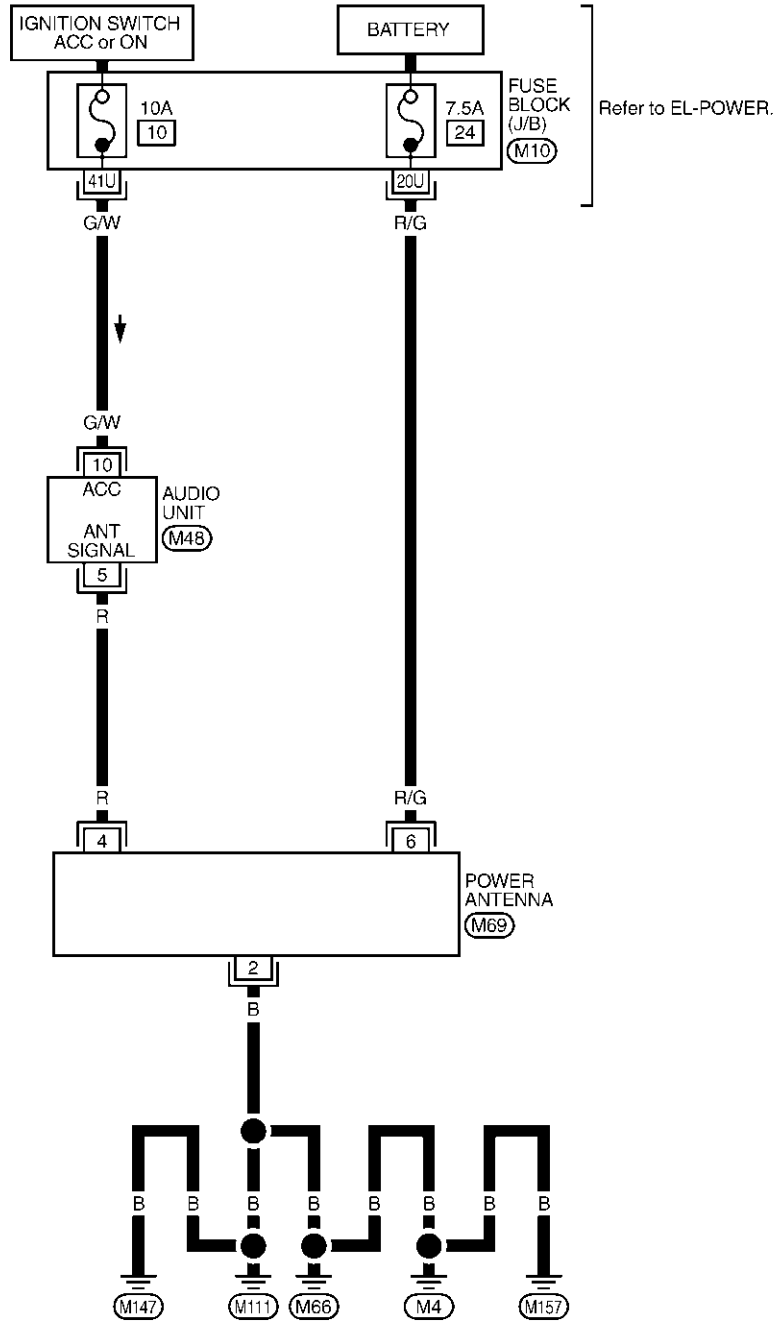 IGNITION SWITCH
ACC or ON
BATTERY
10A
10
7.5A
24
FUSE
BLOCK
(J/B)
M10
Refer to EL-POWER.
41U
20U
G/W
R/G
G/W
10
ACC
AUDIO
UNIT
M48
ANT
SIGNAL
5
R
R
R/G
4
6
POWER
ANTENNA
M69
2
B
B
B
B
B
B
B
B
B
M147
M111
M66
M4
M157